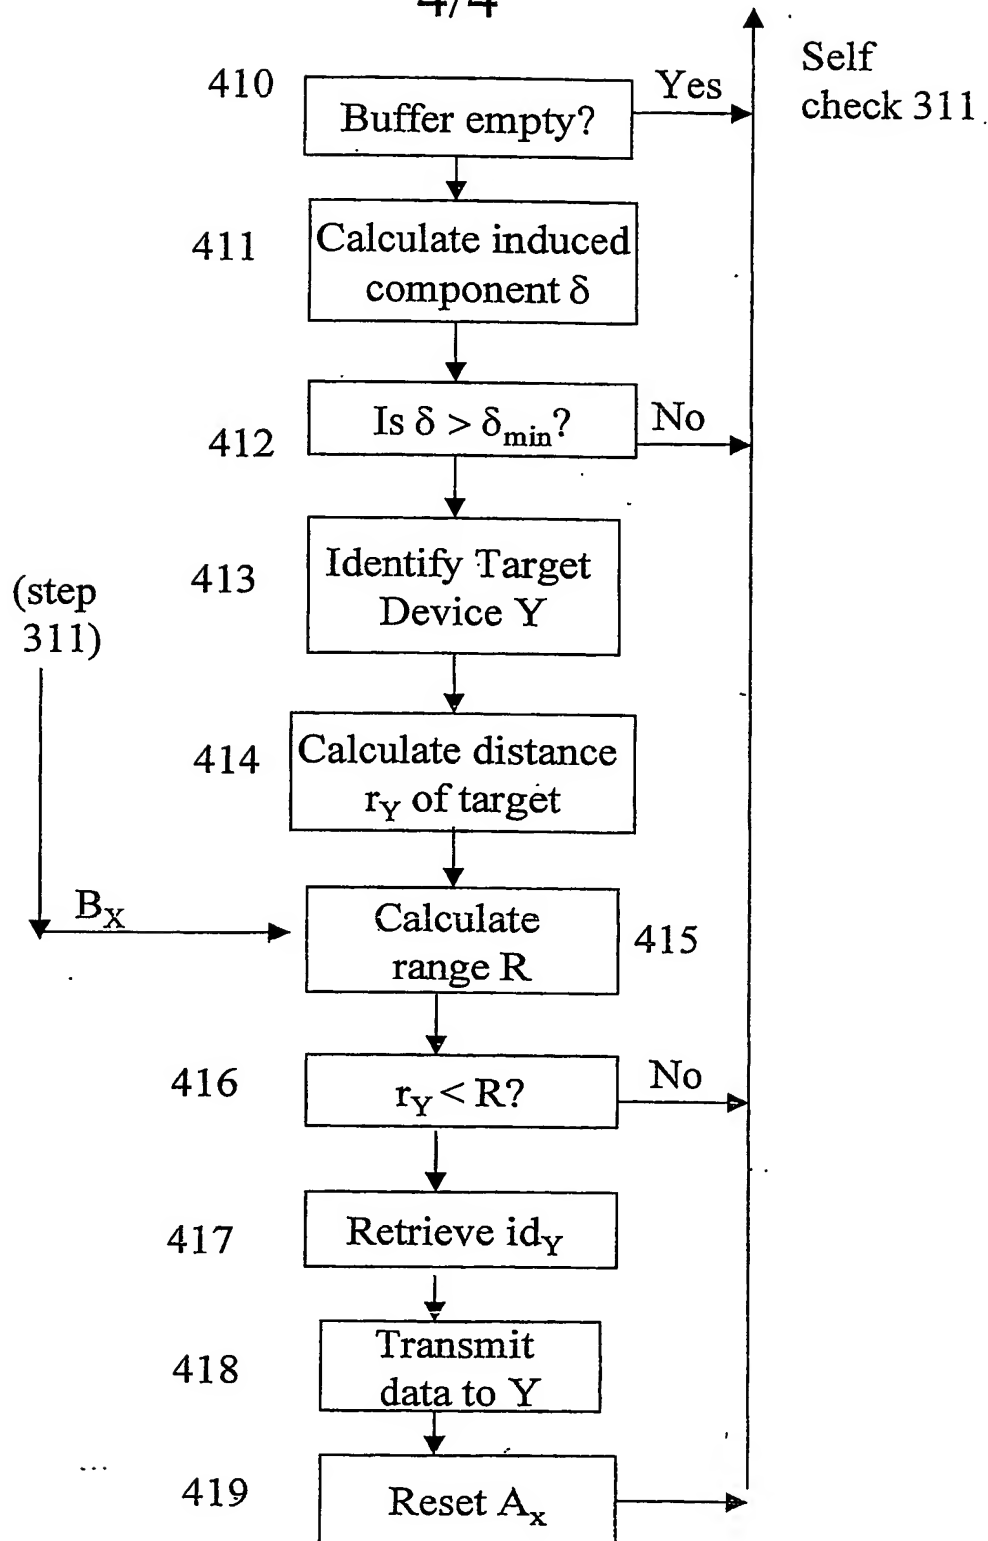 4/4
Self
check 311
410
Buffer empty?
Yes
411
Calculate induced
component δ
412
Is δ > δmin?
No
413
Identify Target
Device Y
(step
311)
414
Calculate distance
rY of target
BX
Calculate
range R
415
416
rY < R?
No
417
Retrieve idY
418
Transmit
data to Y
419
Reset Ax